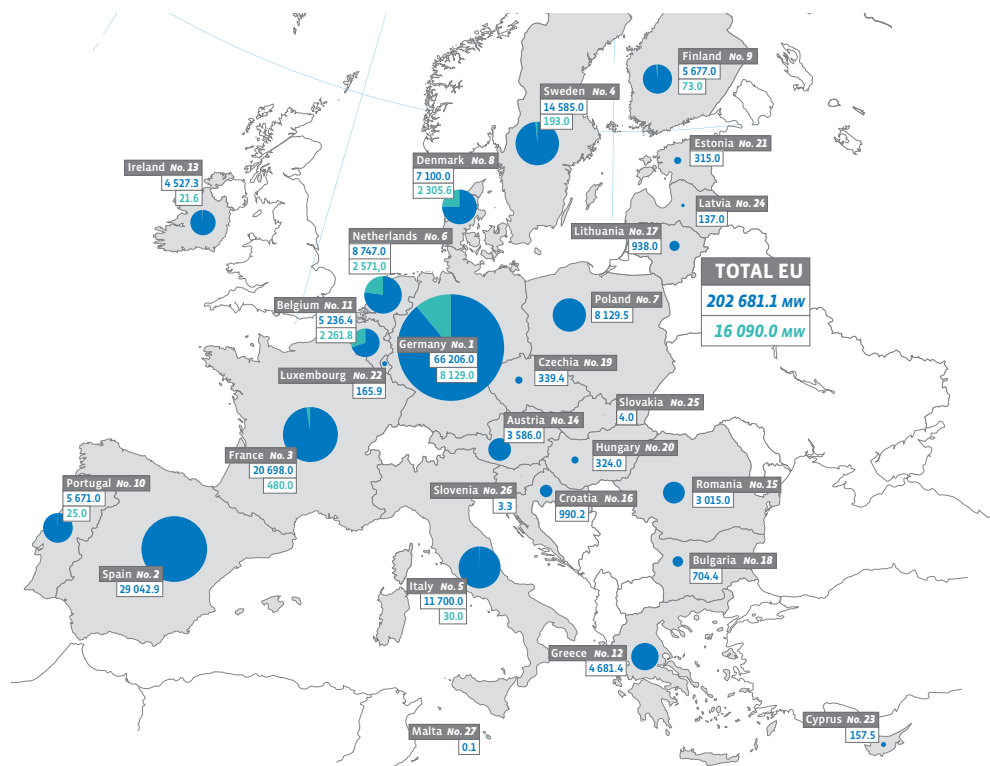 Finland No. 9
5 677.0
73.0
Sweden No. 4
14 585.0
193.0
Estonia No. 21
315.0
Denmark No. 8
7 100.0
2 305.6
Ireland No. 13
4 527.3
21.6
Latvia No. 24
137.0
Lithuania No. 17
938.0
Netherlands No. 6
8 747.0
2 571,0
TOTAL EU
202 681.1 MW
16 090.0 MW
Poland No. 7
8 129.5
Belgium No. 11
5 236.4
2 261.8
Germany No. 1
66 206.0
8 129.0
Czechia No. 19
339.4
Luxembourg No. 22
165.9
Slovakia No. 25
4.0
Austria No. 14
3 586.0
Hungary No. 20
324.0
France No. 3
20 698.0
480.0
Portugal No. 10
5 671.0
25.0
Slovenia No. 26
3.3
Croatia No. 16
990.2
Romania No. 15
3 015.0
Bulgaria No. 18
704.4
Spain No. 2
29 042.9
Italy No. 5
11 700.0
30.0
Greece No. 12
4 681.4
Malta No. 27
0.1
Cyprus No. 23
157.5